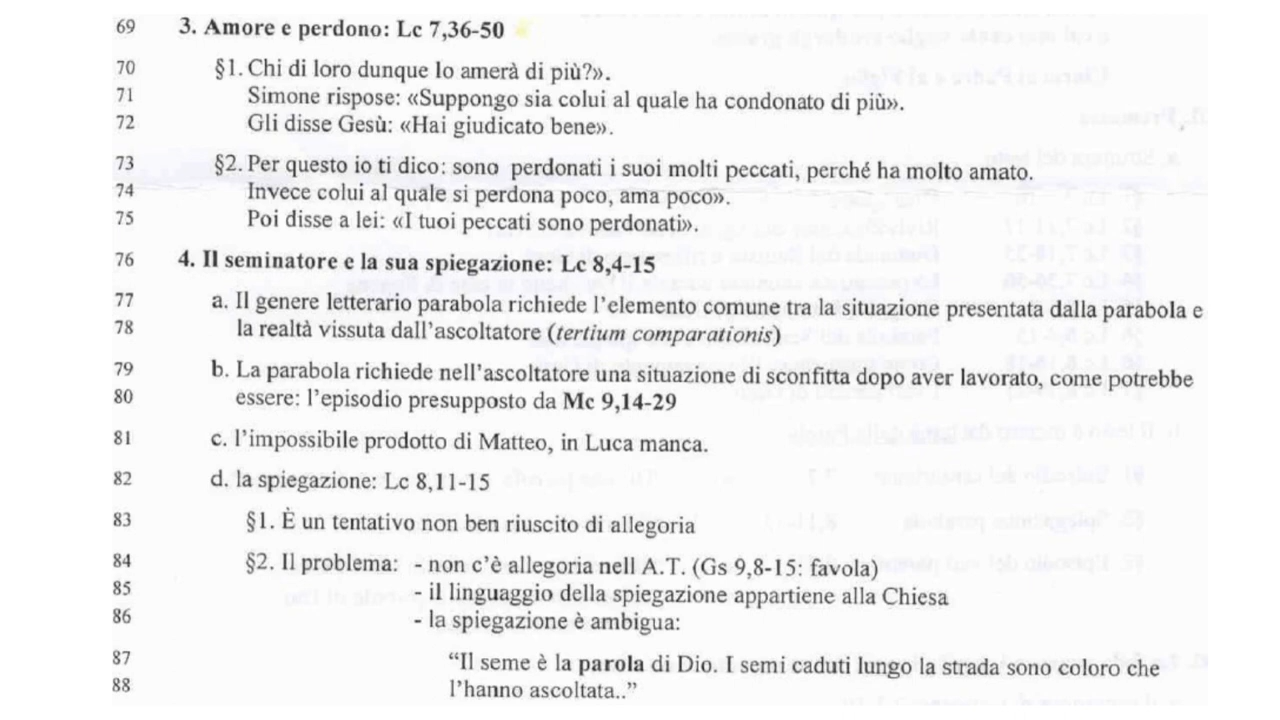 69 3. Amore e perdono: Lc 7,36-50
70 §1. Chi di loro dunque lo amerà di più?».
71 Simone rispose: «Suppongo sia colui al quale ha condonato di più».
72 Gli disse Gesù: «Hai giudicato bene».
73 §2. Per questo io ti dico: sono perdonati i suoi molti peccati, perché ha molto amato.
74 Invece colui al quale si perdona poco, ama poco».
75 Poi disse a lei: «I tuoi peccati sono perdonati».
76 4. Il seminatore e la sua spiegazione: Lc 8,4-15
77 a. Il genere letterario parabola richiede l'elemento comune tra la situazione presentata dalla parabola e
78 la realtà vissuta dall'ascoltatore (tertium comparationis)
79 b. La parabola richiede nell'ascoltatore una situazione di sconfitta dopo aver lavorato, come potrebbe
80 essere: l'episodio presupposto da Mc 9,14-29
81 c. l'impossibile prodotto di Matteo, in Luca manca.
82 d. la spiegazione: Lc 8,11-15
83 §1. È un tentativo non ben riuscito di allegoria
84 §2. Il problema: - non c'è allegoria nell A.T. (Gs 9,8-15: favola)
85 - il linguaggio della spiegazione appartiene alla Chiesa
86 - la spiegazione è ambigua:
87 “Il seme è la parola di Dio. I semi caduti lungo la strada sono coloro che
88 l'hanno ascoltata..”